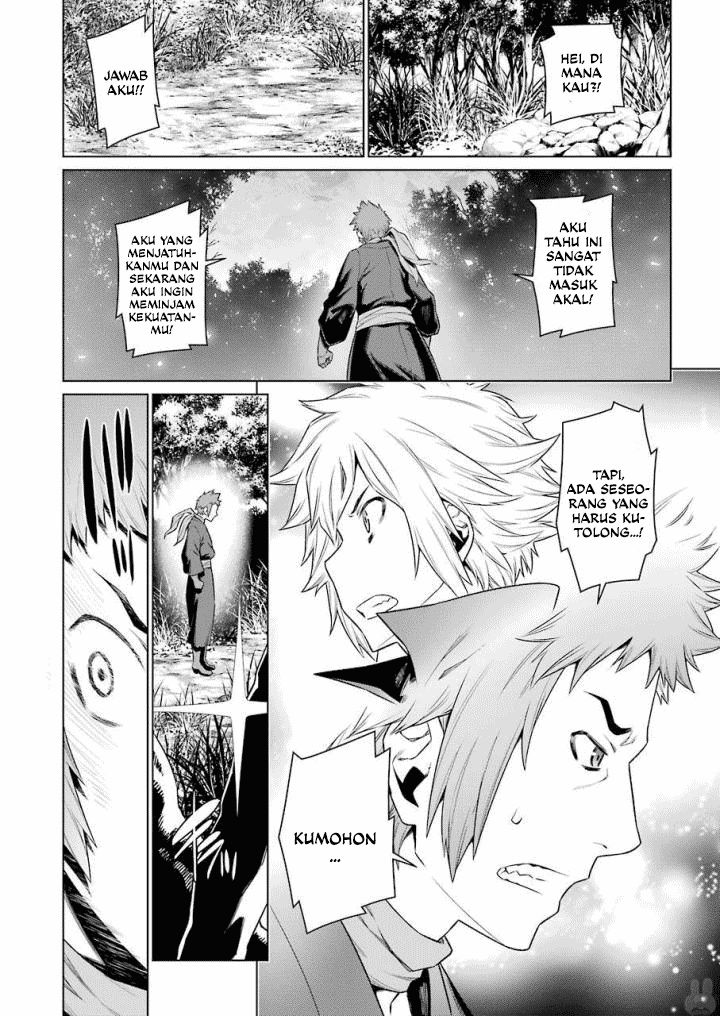 HEI, DI
MANA
KAU?!
JAWAB
AKU!!
AKU
TAHU INI
SANGAT
TIDAK
MASUK
AKAL!
AKU YANG
MENJATUH-
KANMU DAN
SEKARANG
AKU INGIN
MEMINJAM
KEKUATAN-
MU!
TAPI,
ADA SESEO-
RANG YANG
HARUS KU-
TOLONG...!
KUMOHON
...